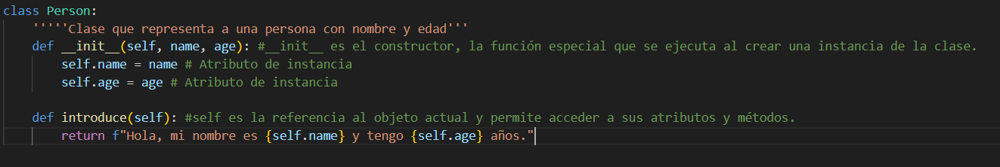 class Person:
    '''''Clase que representa a una persona con nombre y edad'''
    def __init__(self, name, age): #__init__ es el constructor, la función especial que se ejecuta al crear una instancia de la clase.
        self.name = name # Atributo de instancia
        self.age = age # Atributo de instancia
    def introduce(self): #self es la referencia al objeto actual y permite acceder a sus atributos y métodos.
        return f"Hola, mi nombre es {self.name} y tengo {self.age} años."